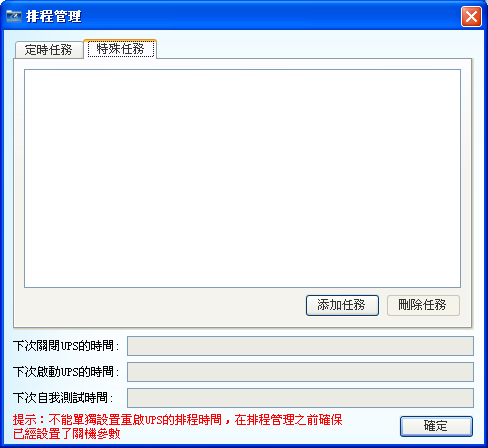 排程管理
定時任務
特殊任務
添加任務
刪除任務
下次關閉UPS的時間:
下次啟動UPS的時間:
下次自我測試時間:
提示：不能單獨設置重啟UPS的排程時間，在排程管理之前確保
已經設置了關機參數
確定